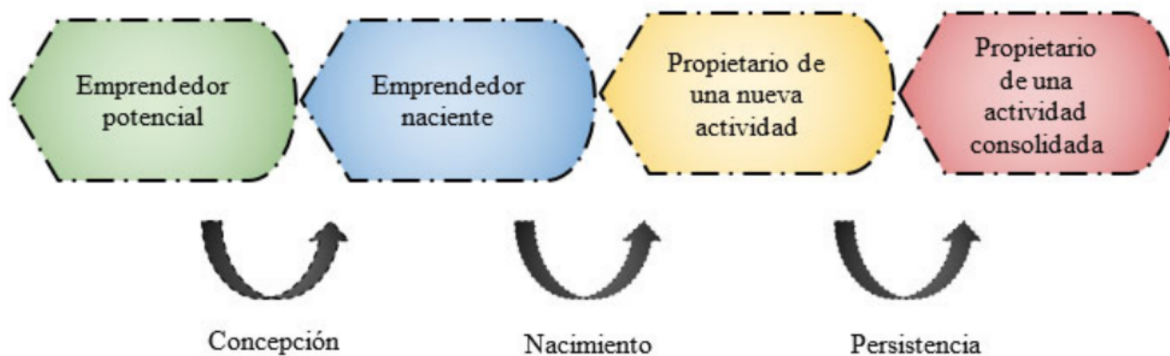 Emprendedor
potencial
Emprendedor
naciente
Propietario de
una nueva
actividad
Propietario
de una
actividad
consolidada
Concepción
Nacimiento
Persistencia